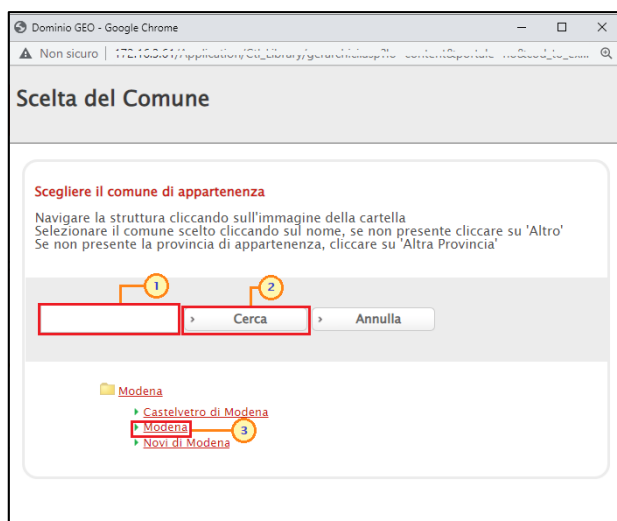 Dominio GEO - Google Chrome
Non sicuro
Scelta del Comune
Scegliere il comune di appartenenza
Navigare la struttura cliccando sull'immagine della cartella
Selezionare il comune scelto cliccando sul nome, se non presente cliccare su 'Altro'
Se non presente la provincia di appartenenza, cliccare su 'Altra Provincia'
1 2
Cerca Annulla
Modena
Castelvetro di Modena
Modena 3
Novi di Modena